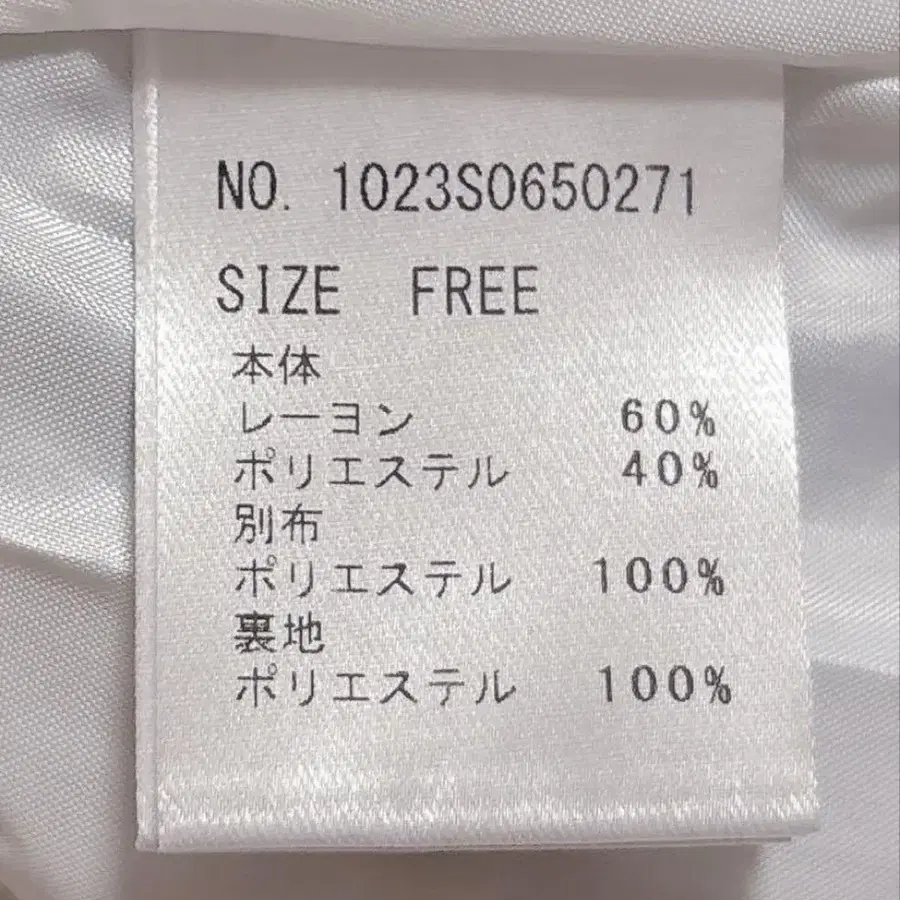 NO. 1023S0650271
SIZE FREE
本体
レーヨン 60%
ポリエステル 40%
別布
ポリエステル 100%
裏地
ポリエステル 100%